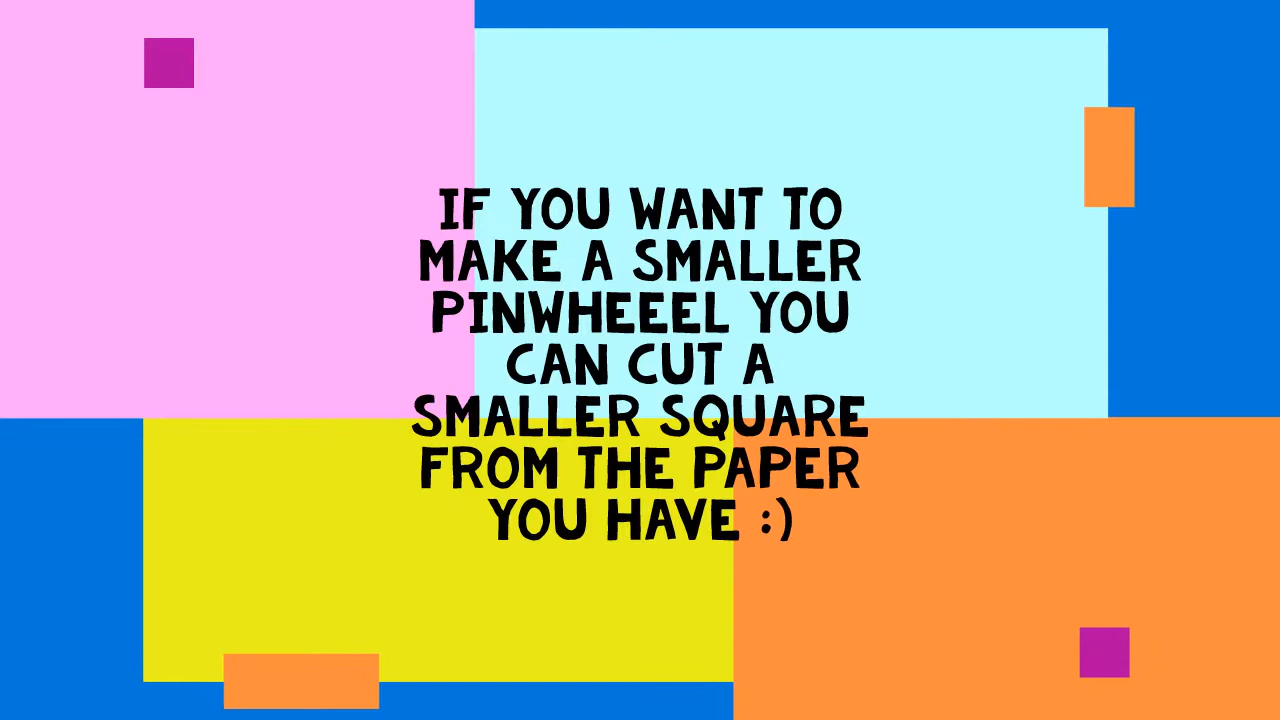 IF YOU WANT TO
MAKE A SMALLER
PINWHEEEL YOU
CAN CUT A
SMALLER SQUARE
FROM THE PAPER
YOU HAVE :)